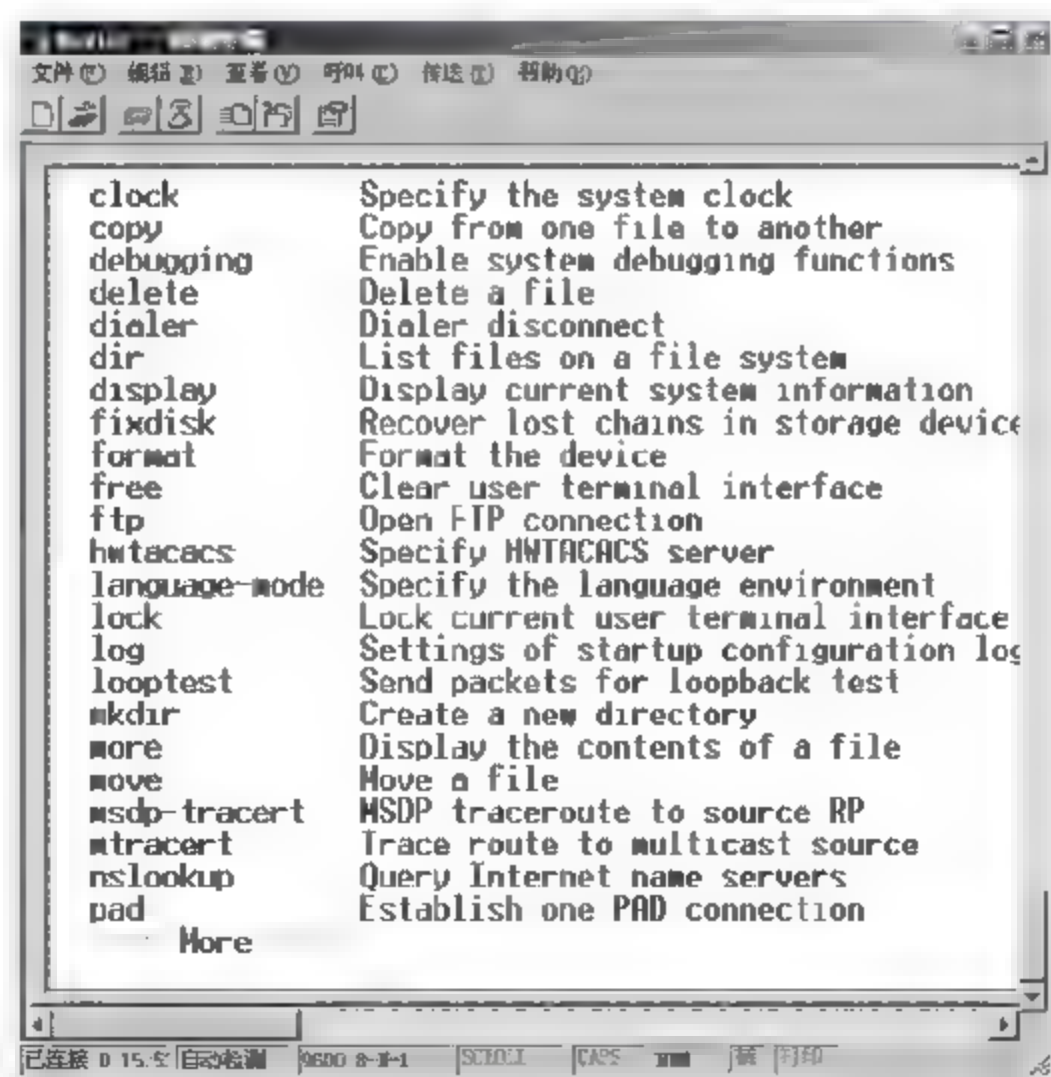 文件(F) 编辑(E) 查看(V) 呼叫(C) 传送(T) 帮助(H)
clock Specify the system clock
copy Copy from one file to another
debugging Enable system debugging functions
delete Delete a file
dialer Dialer disconnect
dir List files on a file system
display Display current system information
fixdisk Recover lost chains in storage device
format Format the device
free Clear user terminal interface
ftp Open FTP connection
hwtacacs Specify HWTACACS server
language-mode Specify the language environment
lock Lock current user terminal interface
log Settings of startup configuration log
looptest Send packets for loopback test
mkdir Create a new directory
more Display the contents of a file
move Move a file
msdp-tracert MSDP traceroute to source RP
mtracert Trace route to multicast source
nslookup Query Internet name servers
pad Establish one PAD connection
More
已连接 自动检测 9600 8-N-1 SCROLL CAPS 打印